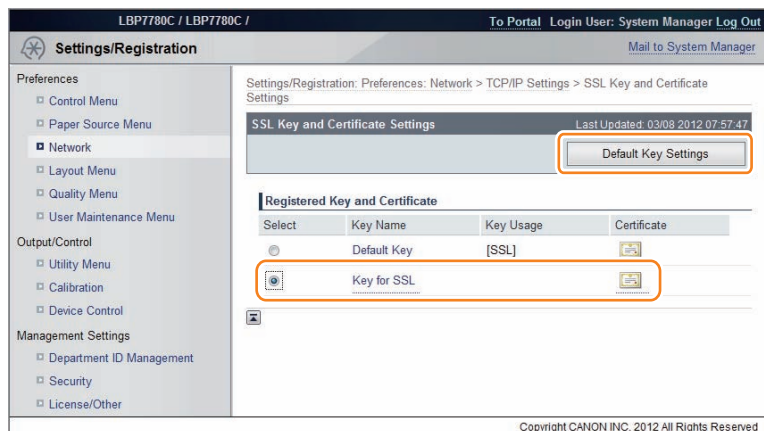 LBP7780C / LBP7780C /
To Portal Login User: System Manager Log Out
Settings/Registration
Mail to System Manager
Preferences
Control Menu
Paper Source Menu
Network
Layout Menu
Quality Menu
User Maintenance Menu
Output/Control
Utility Menu
Calibration
Device Control
Management Settings
Department ID Management
Security
License/Other
Settings/Registration: Preferences: Network > TCP/IP Settings > SSL Key and Certificate
Settings
SSL Key and Certificate Settings
Last Updated: 03/08 2012 07:57:47
Default Key Settings
Registered Key and Certificate
Select Key Name Key Usage Certificate
Default Key [SSL]
Key for SSL
Copyright CANON INC. 2012 All Rights Reserved